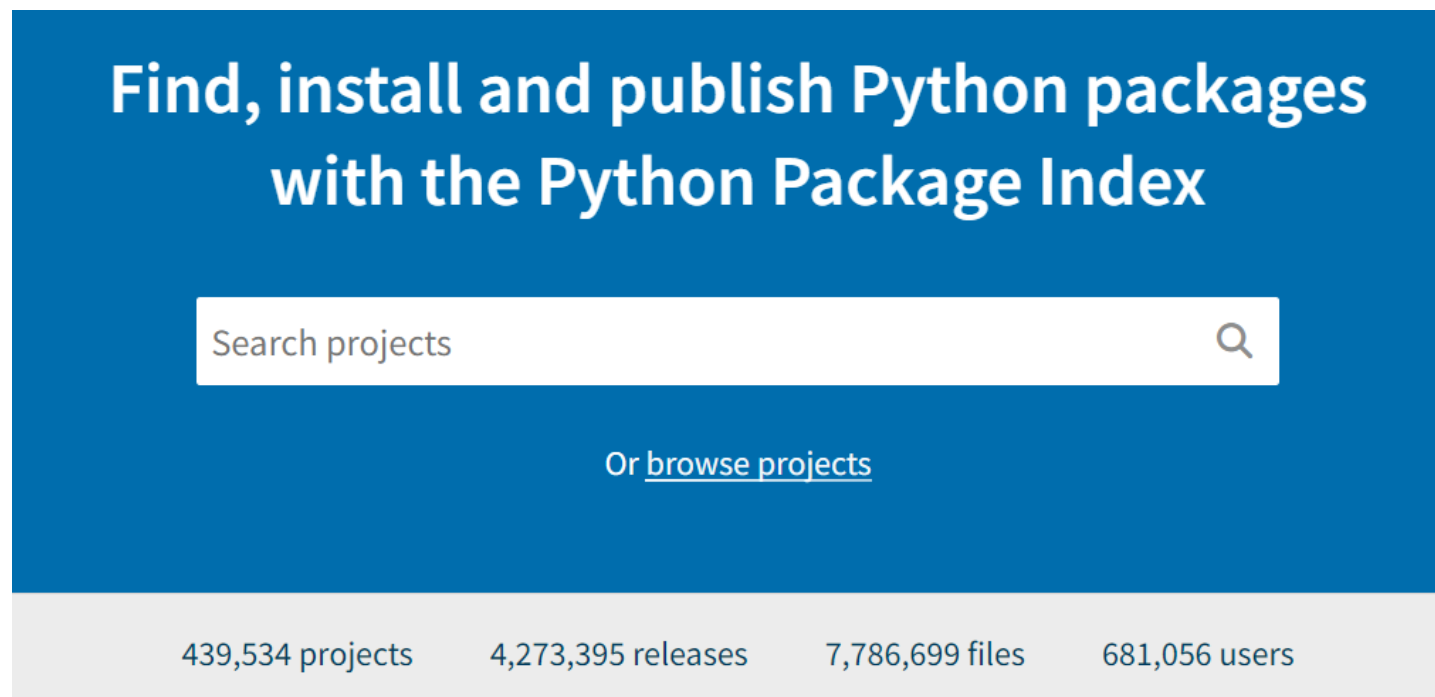 Find, install and publish Python packages
with the Python Package Index
Search projects
Or browse projects
439,534 projects 4,273,395 releases 7,786,699 files 681,056 users